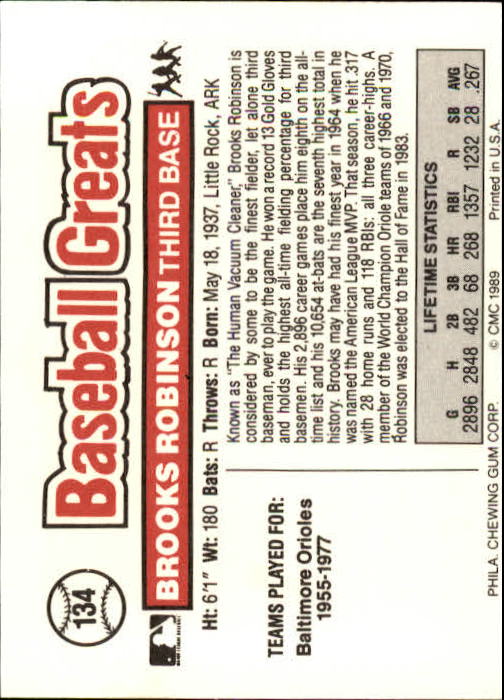 134
Baseball Greats
BROOKS ROBINSON THIRD BASE
Ht: 6'1" Wt: 180 Bats: R Throws: R Born: May 18, 1937, Little Rock, ARK
TEAMS PLAYED FOR:
Baltimore Orioles
1955-1977
Known as "The Human Vacuum Cleaner," Brooks Robinson is
considered by some to be the finest fielder, let alone third
baseman, ever to play the game. He won a record 13 Gold Gloves
and holds the highest all-time fielding percentage for third
basemen. His 2,896 career games place him eighth on the all-
time list and his 10,654 at-bats are the seventh highest total in
history. Brooks may have had his finest year in 1964 when he
was named the American League MVP. That season, he hit .317
with 28 home runs and 118 RBIs: all three career-highs. A
member of the World Champion Oriole teams of 1966 and 1970,
Robinson was elected to the Hall of Fame in 1983.
LIFETIME STATISTICS
G H 2B 3B HR RBI R SB AVG
2896 2848 482 68 268 1357 1232 28 .267
PHILA. CHEWING GUM CORP. © CMC 1989 Printed in U.S.A.